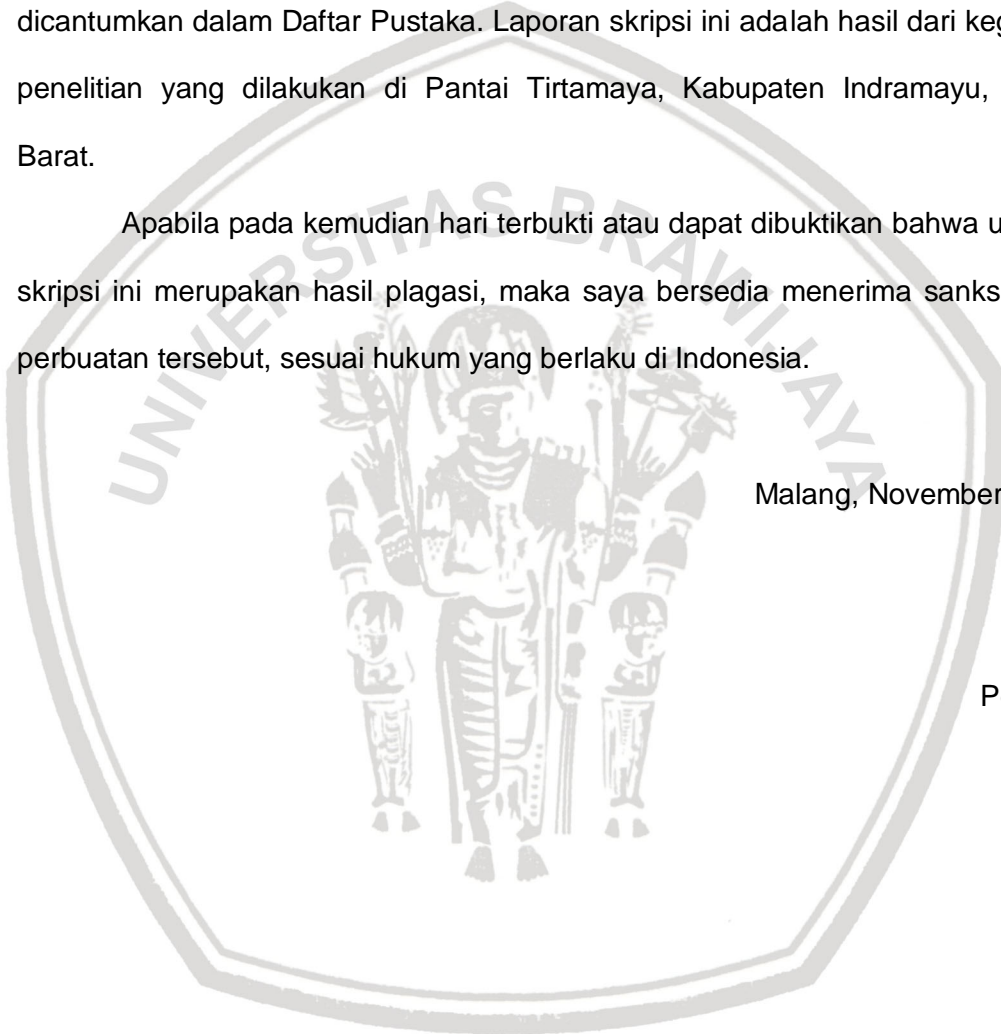 dicantumkan dalam Daftar Pustaka. Laporan skripsi ini adalah hasil dari keg
penelitian yang dilakukan di Pantai Tirtamaya, Kabupaten Indramayu,
Barat.
Apabila pada kemudian hari terbukti atau dapat dibuktikan bahwa u
skripsi ini merupakan hasil plagasi, maka saya bersedia menerima sanks
perbuatan tersebut, sesuai hukum yang berlaku di Indonesia.
UNIVERSITAS BRAWIJAYA
Malang, November
P